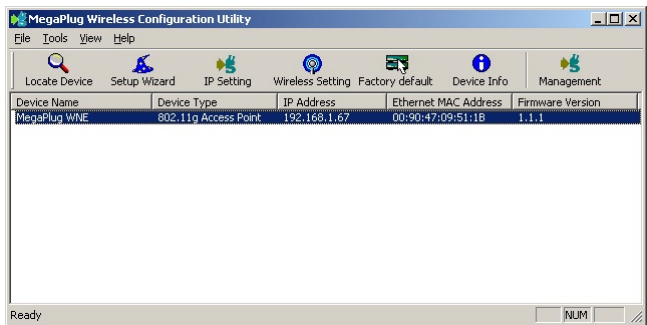 MegaPlug Wireless Configuration Utility
File Tools View Help
Locate Device Setup Wizard IP Setting Wireless Setting Factory default Device Info Management
Device Name Device Type IP Address Ethernet MAC Address Firmware Version
MegaPlug WNE 802.11g Access Point 192.168.1.67 00:90:47:09:51:1B 1.1.1
Ready NUM